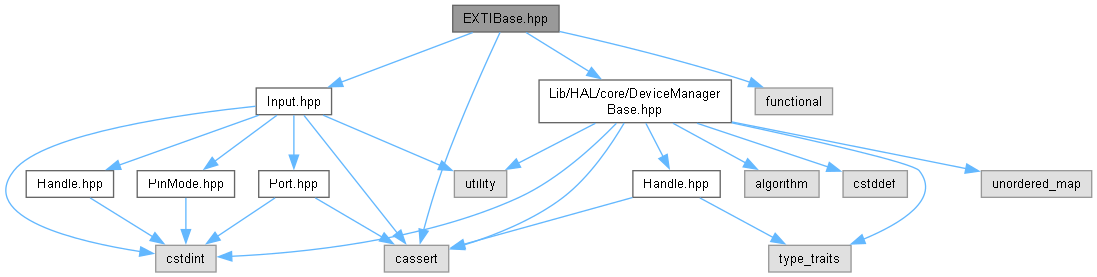 EXTIBase.hpp
Input.hpp
Lib/HAL/core/DeviceManager
Base.hpp
functional
Handle.hpp
PinMode.hpp
Port.hpp
utility
Handle.hpp
algorithm
cstddef
unordered_map
cstdint
cassert
type_traits